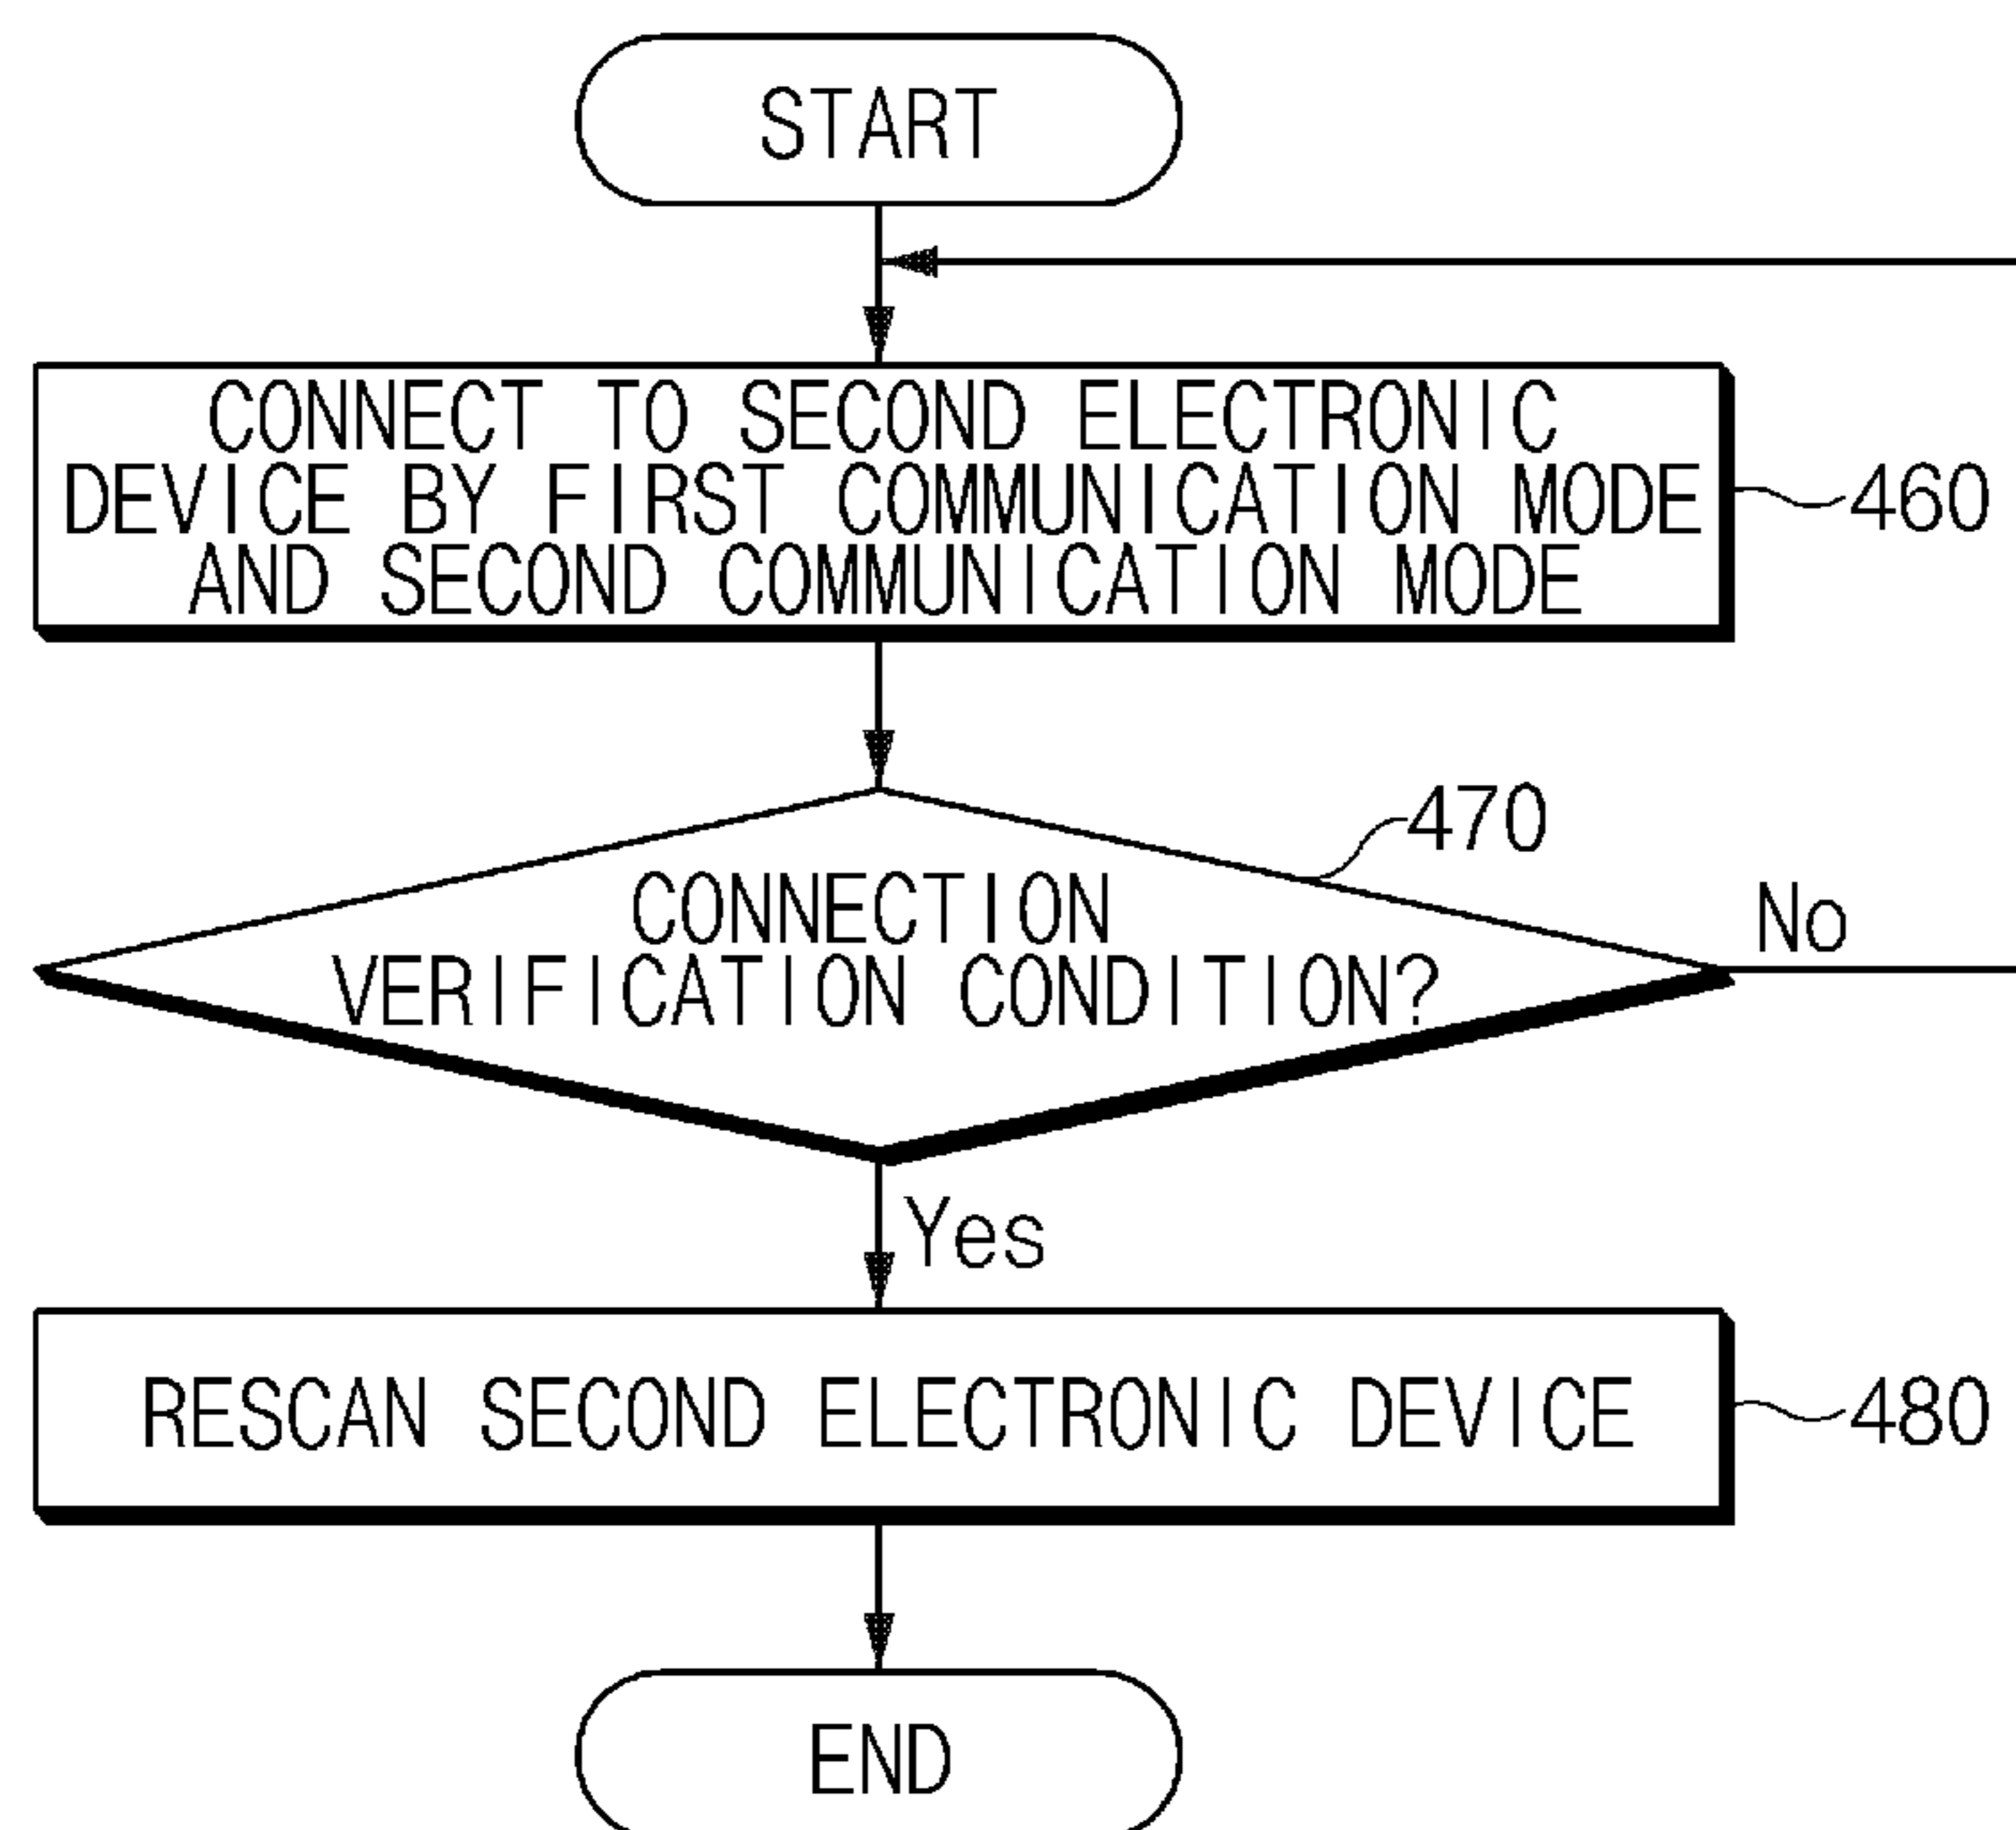 START
CONNECT TO SECOND ELECTRONIC
DEVICE BY FIRST COMMUNICATION MODE
AND SECOND COMMUNICATION MODE
460
470
CONNECTION
VERIFICATION CONDITION?
No
Yes
RESCAN SECOND ELECTRONIC DEVICE
480
END